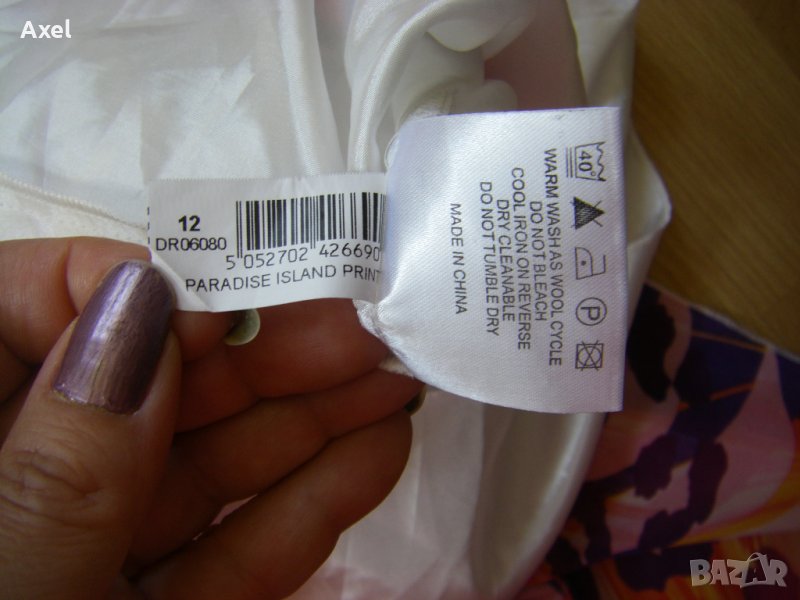 Axel
12
DR06080
5 052702 426690
PARADISE ISLAND PRINT
40°
WARM WASH AS WOOL CYCLE
DO NOT BLEACH
COOL IRON ON REVERSE
DRY CLEANABLE
DO NOT TUMBLE DRY
MADE IN CHINA
P
BAZAR